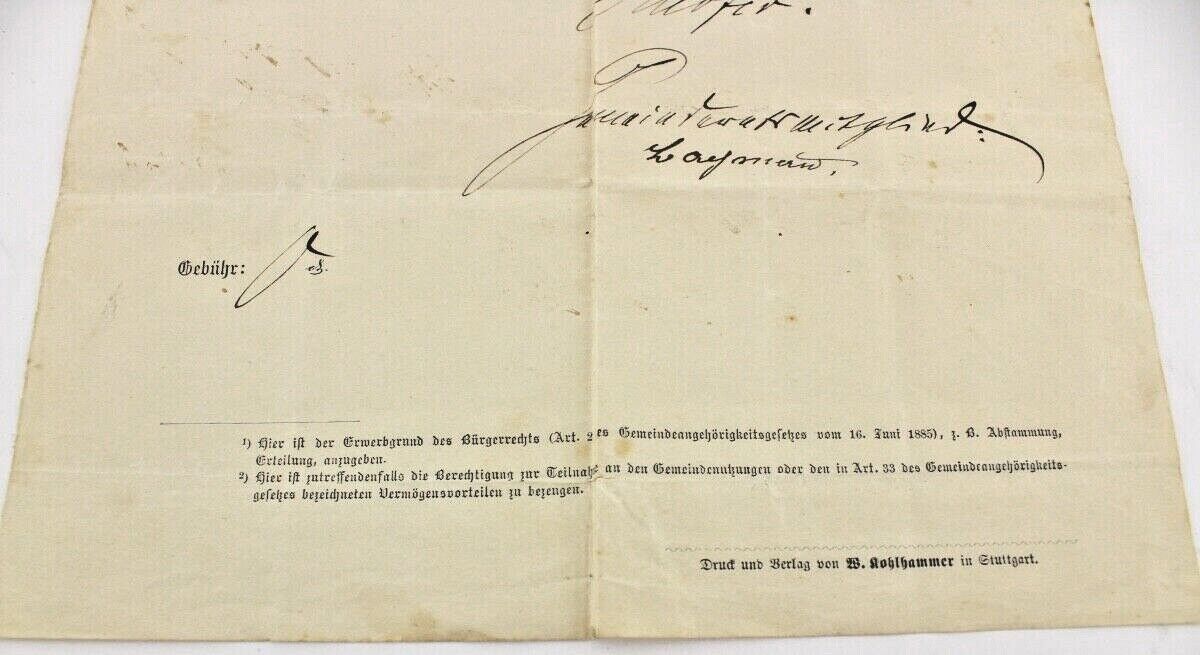 Gemeinderatsmitglied:
Gebühr:
¹) Hier ist der Erwerbgrund des Bürgerrechts (Art. 2 es Gemeindeangehörigkeitsgesetzes vom 16. Juni 1885), z. B. Abstammung,
Erteilung, anzugeben.
²) Hier ist zutreffendenfalls die Berechtigung zur Teilnah e an den Gemeindenutzungen oder den in Art. 33 des Gemeindeangehörigkeits-
gesetzes bezeichneten Vermögensvorteilen zu bezeugen.
Druck und Verlag von W. Kohlhammer in Stuttgart.